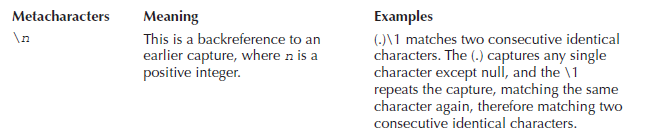 Metacharacters Meaning Examples
\n This is a backreference to an (.)\1 matches two consecutive identical
earlier capture, where n is a characters. The (.) captures any single
positive integer. character except null, and the \1
repeats the capture, matching the same
character again, therefore matching two
consecutive identical characters.